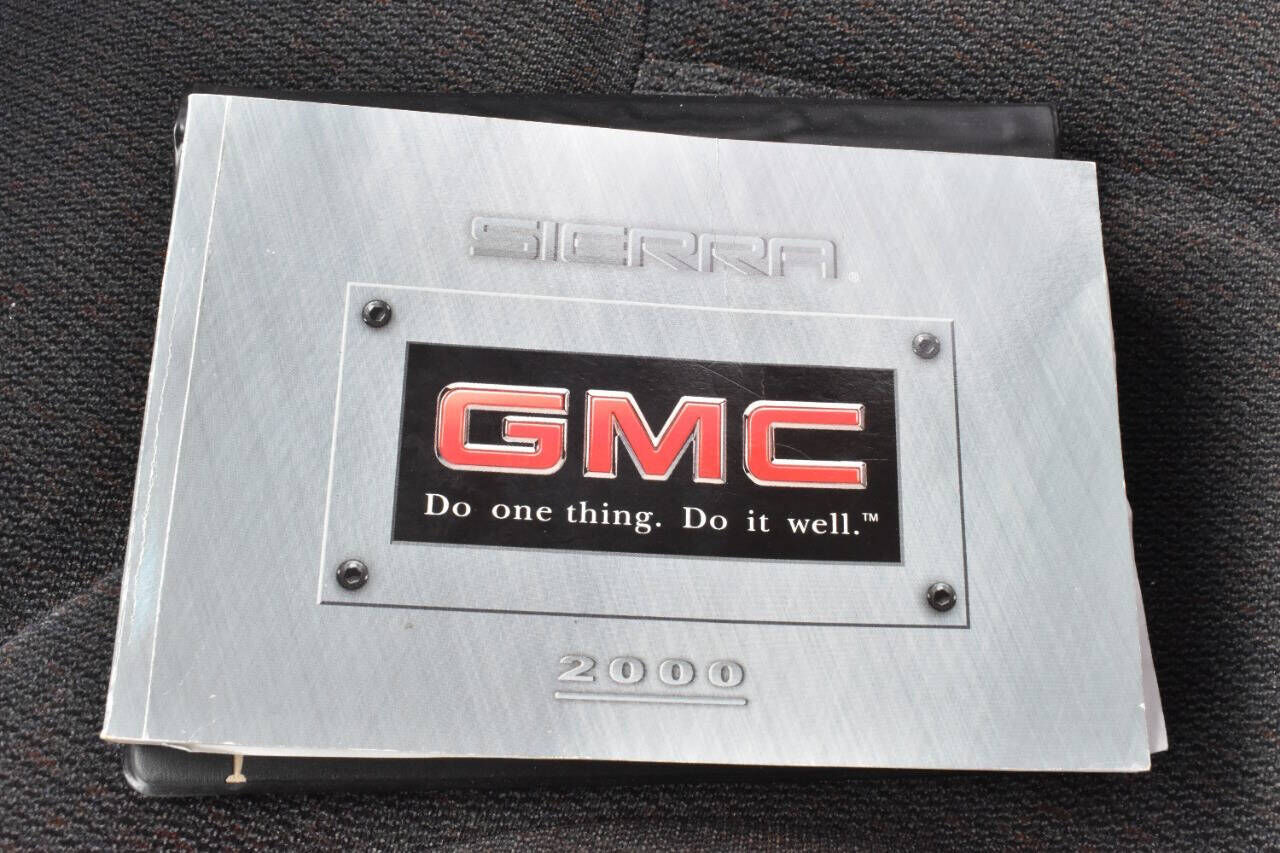 SIERRA®
GMC
Do one thing. Do it well.™
2000